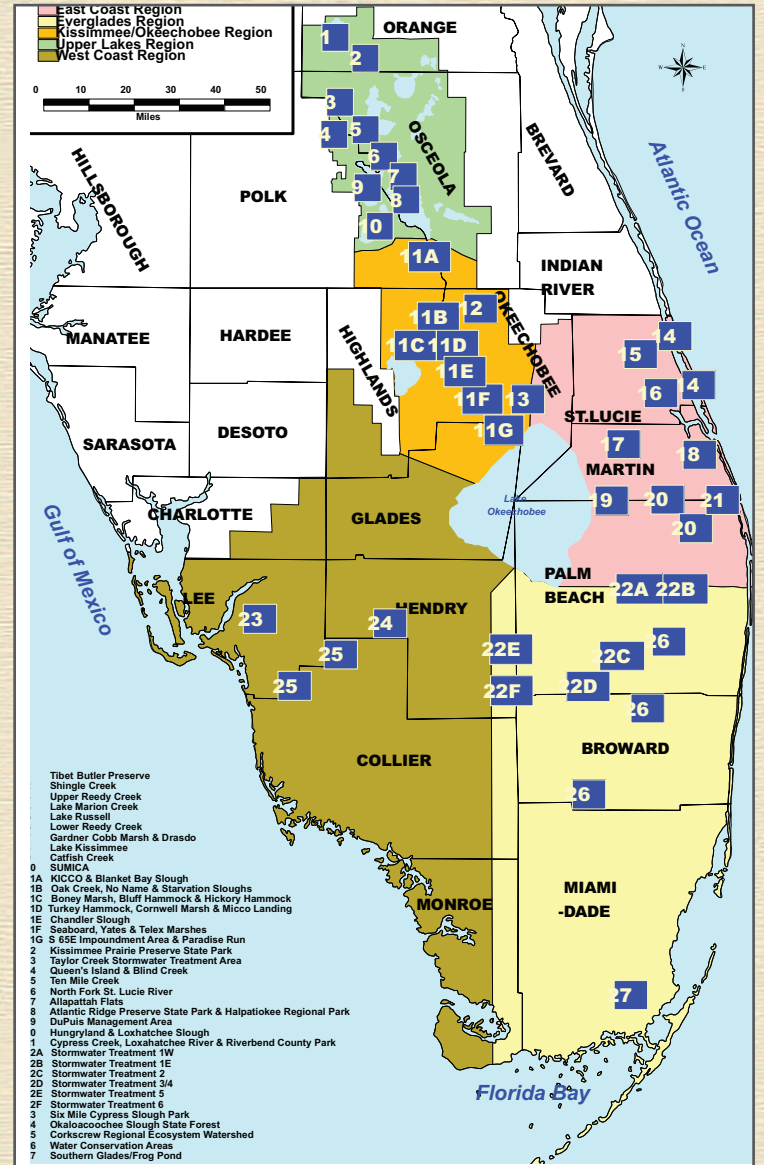 East Coast Region
Everglades Region
Kissimmee/Okeechobee Region
Upper Lakes Region
West Coast Region
0 10 20 30 40 50
Miles
N
W E
S
ORANGE
1
2
3
4
5
6
7
8
9
10
OSCEOLA
BREVARD
Atlantic Ocean
HILLSBOROUGH
POLK
11A
INDIAN
RIVER
MANATEE
HARDEE
HIGHLANDS
OKEECHOBEE
11B
12
11C
11D
11E
11F
13
11G
14
15
16
14
ST.LUCIE
SARASOTA
DESOTO
17
18
MARTIN
CHARLOTTE
GLADES
Lake
Okeechobee
19
20
21
20
Gulf of Mexico
PALM
BEACH
22A
22B
LEE
HENDRY
23
24
25
25
22E
22C
26
22F
22D
26
COLLIER
BROWARD
26
MONROE
MIAMI
-DADE
27
Florida Bay
Tibet Butler Preserve
Shingle Creek
Upper Reedy Creek
Lake Marion Creek
Lake Russell
Lower Reedy Creek
Gardner Cobb Marsh & Drasdo
Lake Kissimmee
Catfish Creek
0 SUMICA
1A KICCO & Blanket Bay Slough
1B Oak Creek, No Name & Starvation Sloughs
1C Boney Marsh, Bluff Hammock & Hickory Hammock
1D Turkey Hammock, Cornwell Marsh & Micco Landing
1E Chandler Slough
1F Seaboard, Yates & Telex Marshes
1G S 65E Impoundment Area & Paradise Run
2 Kissimmee Prairie Preserve State Park
3 Taylor Creek Stormwater Treatment Area
4 Queen's Island & Blind Creek
5 Ten Mile Creek
6 North Fork St. Lucie River
7 Allapattah Flats
8 Atlantic Ridge Preserve State Park & Halpatiokee Regional Park
9 DuPuis Management Area
0 Hungryland & Loxhatchee Slough
1 Cypress Creek, Loxahatchee River & Riverbend County Park
2A Stormwater Treatment 1W
2B Stormwater Treatment 1E
2C Stormwater Treatment 2
2D Stormwater Treatment 3/4
2E Stormwater Treatment 5
2F Stormwater Treatment 6
3 Six Mile Cypress Slough Park
4 Okaloacoochee Slough State Forest
5 Corkscrew Regional Ecosystem Watershed
6 Water Conservation Areas
7 Southern Glades/Frog Pond